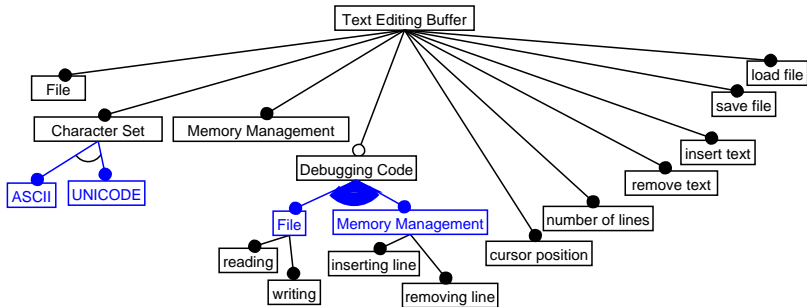 Text Editing Buffer
load file
File
save file
Character Set
Memory Management
insert text
Debugging Code
remove text
ASCII
UNICODE
File
Memory Management
number of lines
cursor position
reading
inserting line
writing
removing line